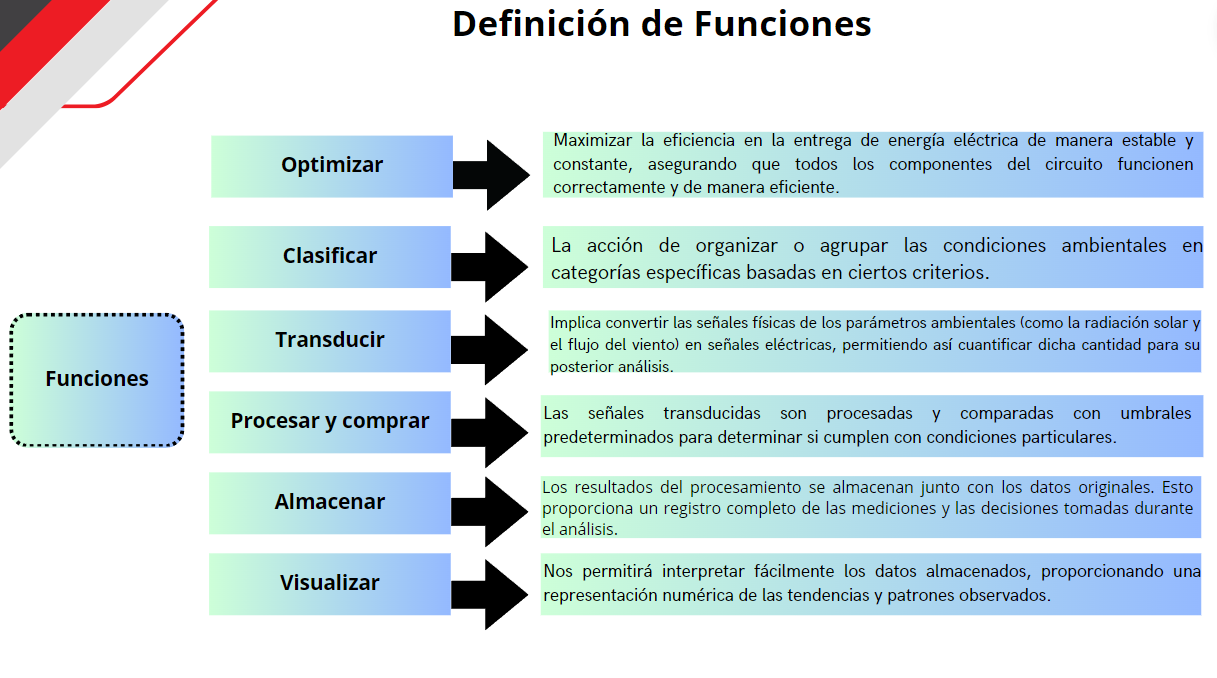 Definición de Funciones
Optimizar
Maximizar la eficiencia en la entrega de energía eléctrica de manera estable y
constante, asegurando que todos los componentes del circuito funcionen
correctamente y de manera eficiente.
Clasificar
La acción de organizar o agrupar las condiciones ambientales en
categorías específicas basadas en ciertos criterios.
Funciones
Transducir
Implica convertir las señales físicas de los parámetros ambientales (como la radiación solar y
el flujo del viento) en señales eléctricas, permitiendo así cuantificar dicha cantidad para su
posterior análisis.
Procesar y comprar
Las señales transducidas son procesadas y comparadas con umbrales
predeterminados para determinar si cumplen con condiciones particulares.
Almacenar
Los resultados del procesamiento se almacenan junto con los datos originales. Esto
proporciona un registro completo de las mediciones y las decisiones tomadas durante
el análisis.
Visualizar
Nos permitirá interpretar fácilmente los datos almacenados, proporcionando una
representación numérica de las tendencias y patrones observados.